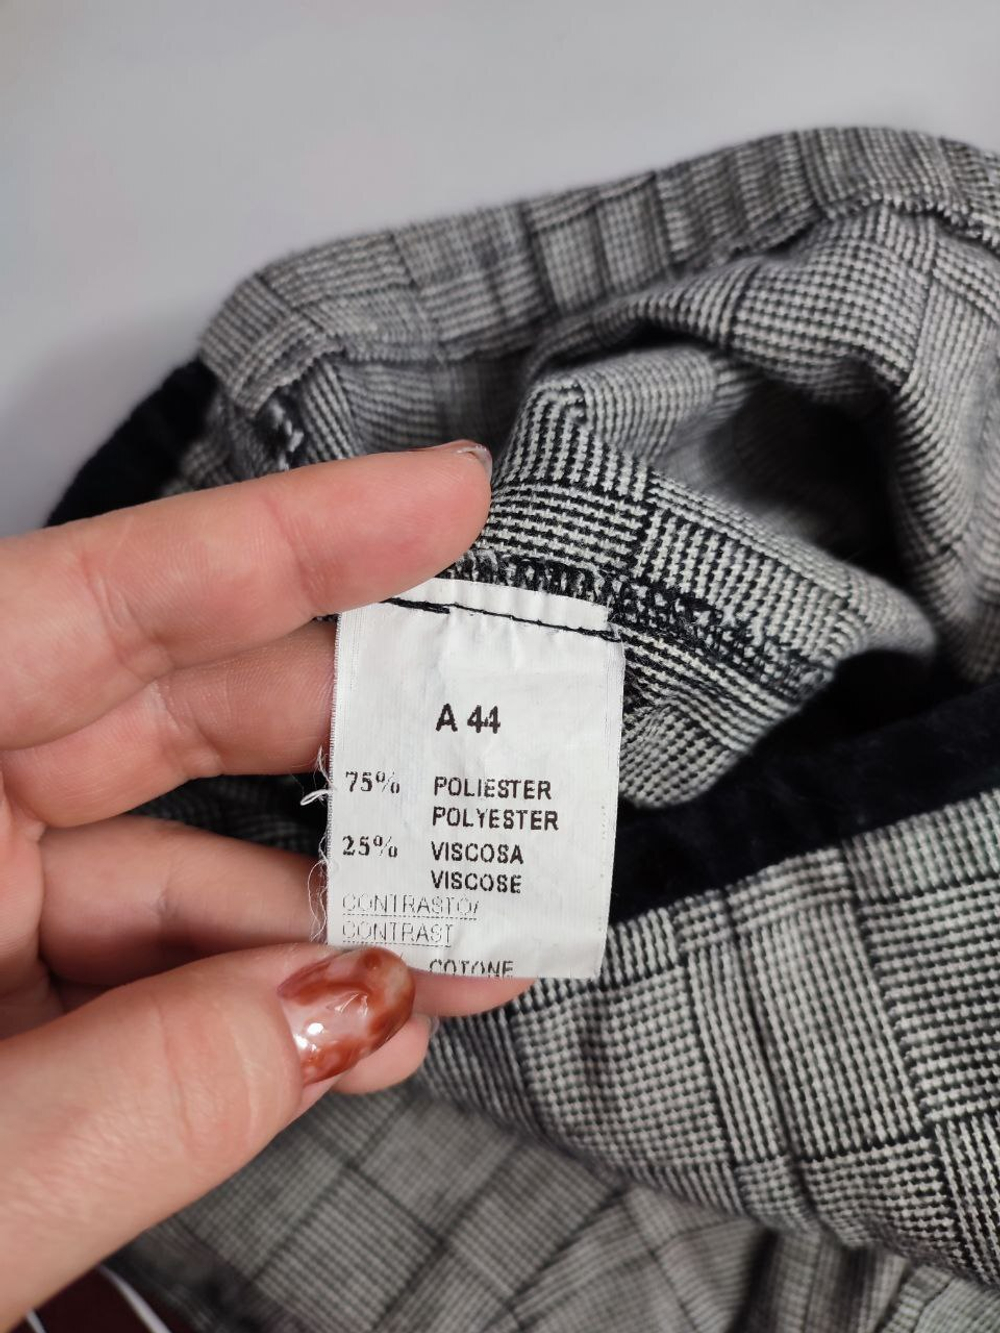 A 44
75% POLIESTER
POLYESTER
25% VISCOSA
VISCOSE
CONTRASTO/
CONTRAST
COTONE